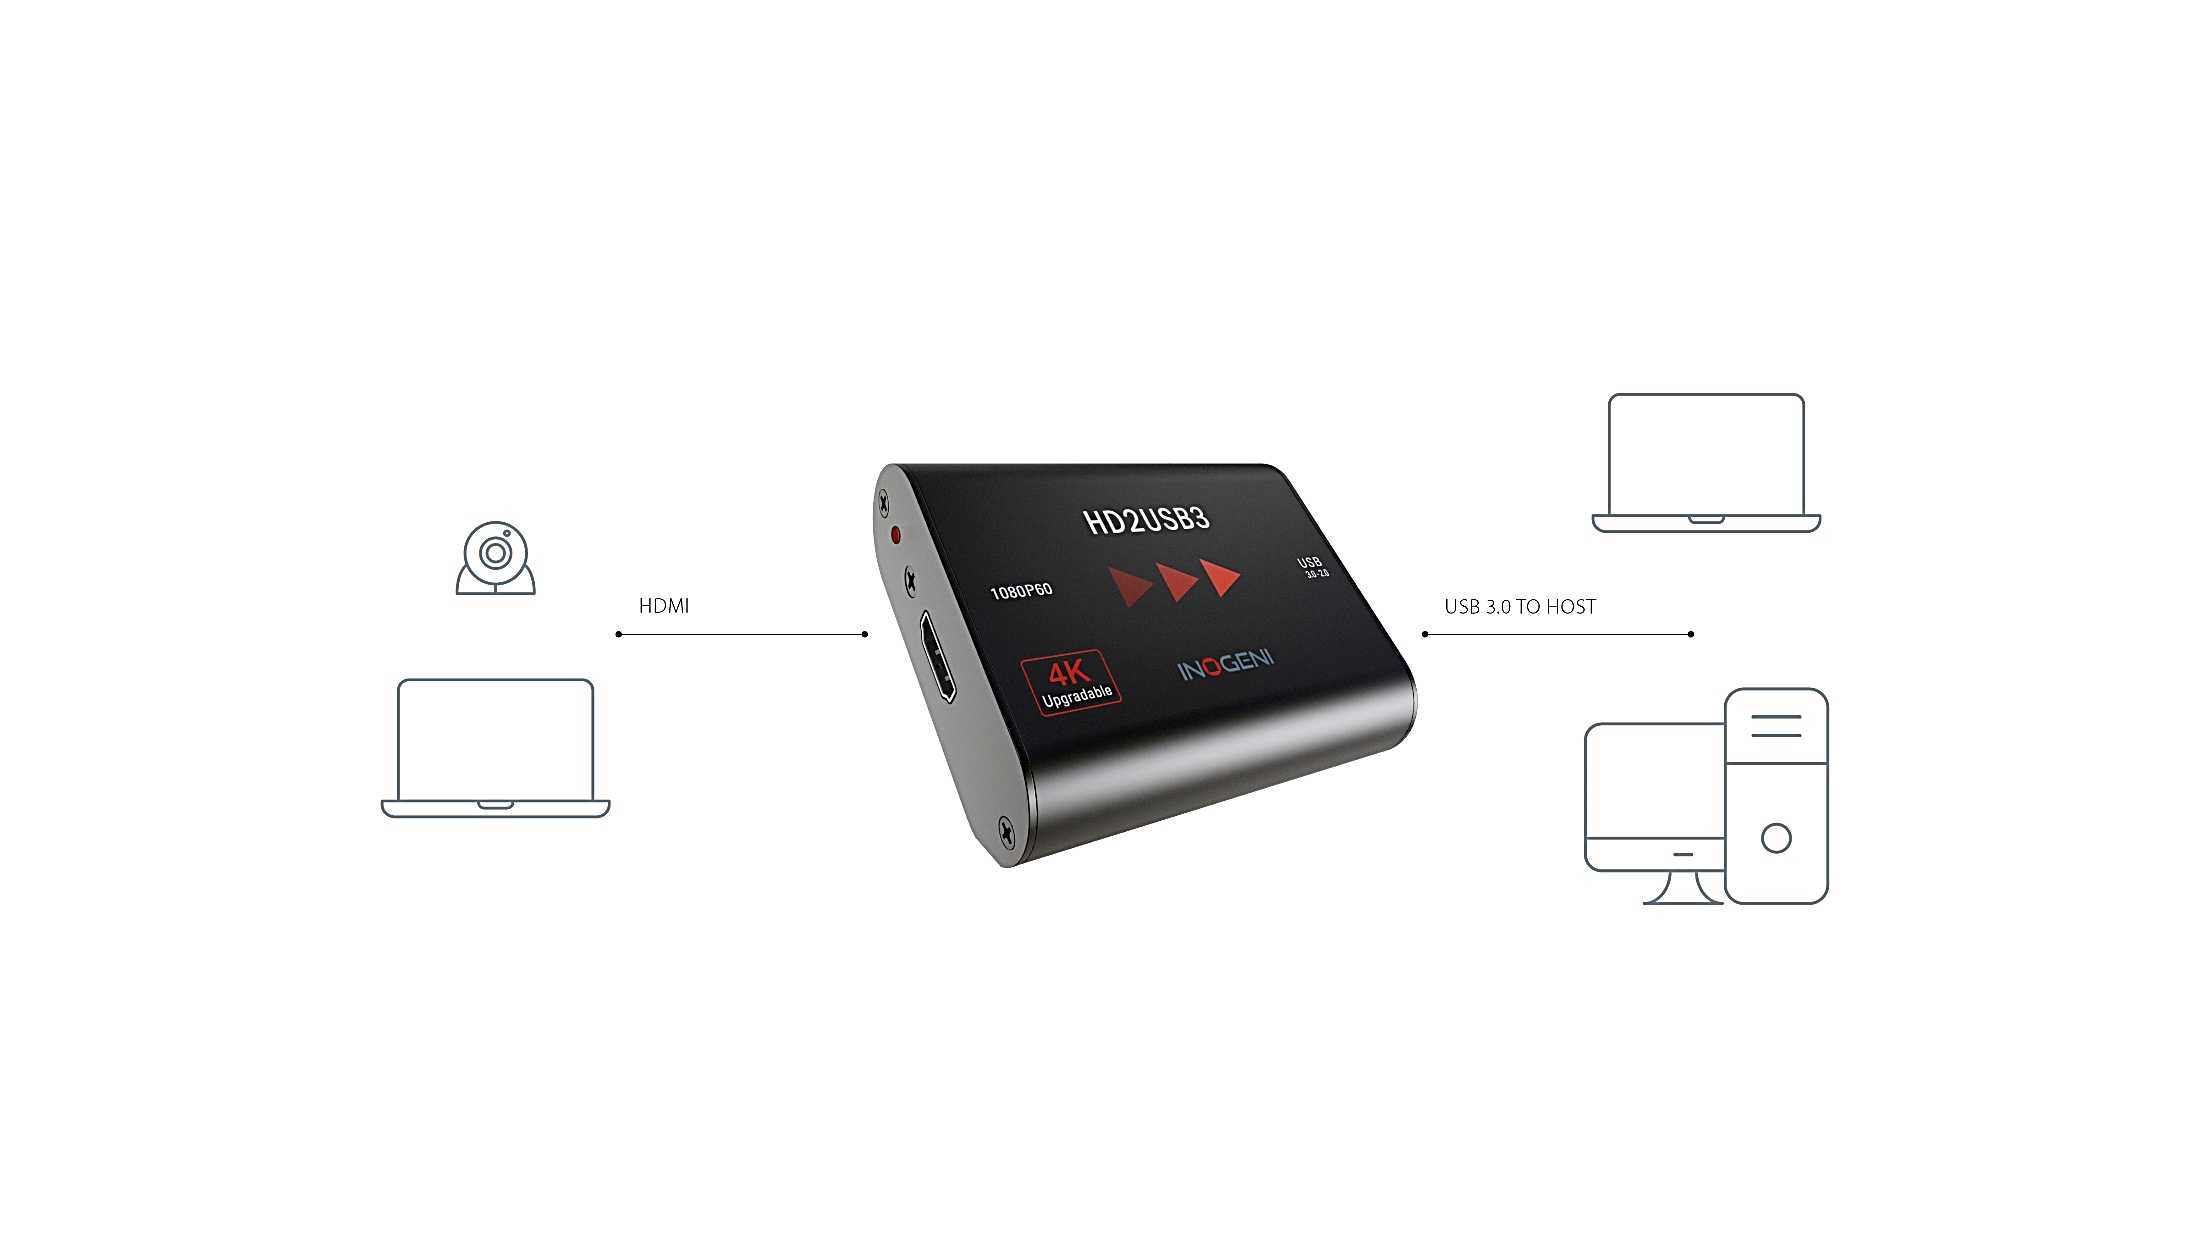 HDMI
HD2USB3
1080P60
USB
3.0-2.0
4K
Upgradable
INOGENI
USB 3.0 TO HOST